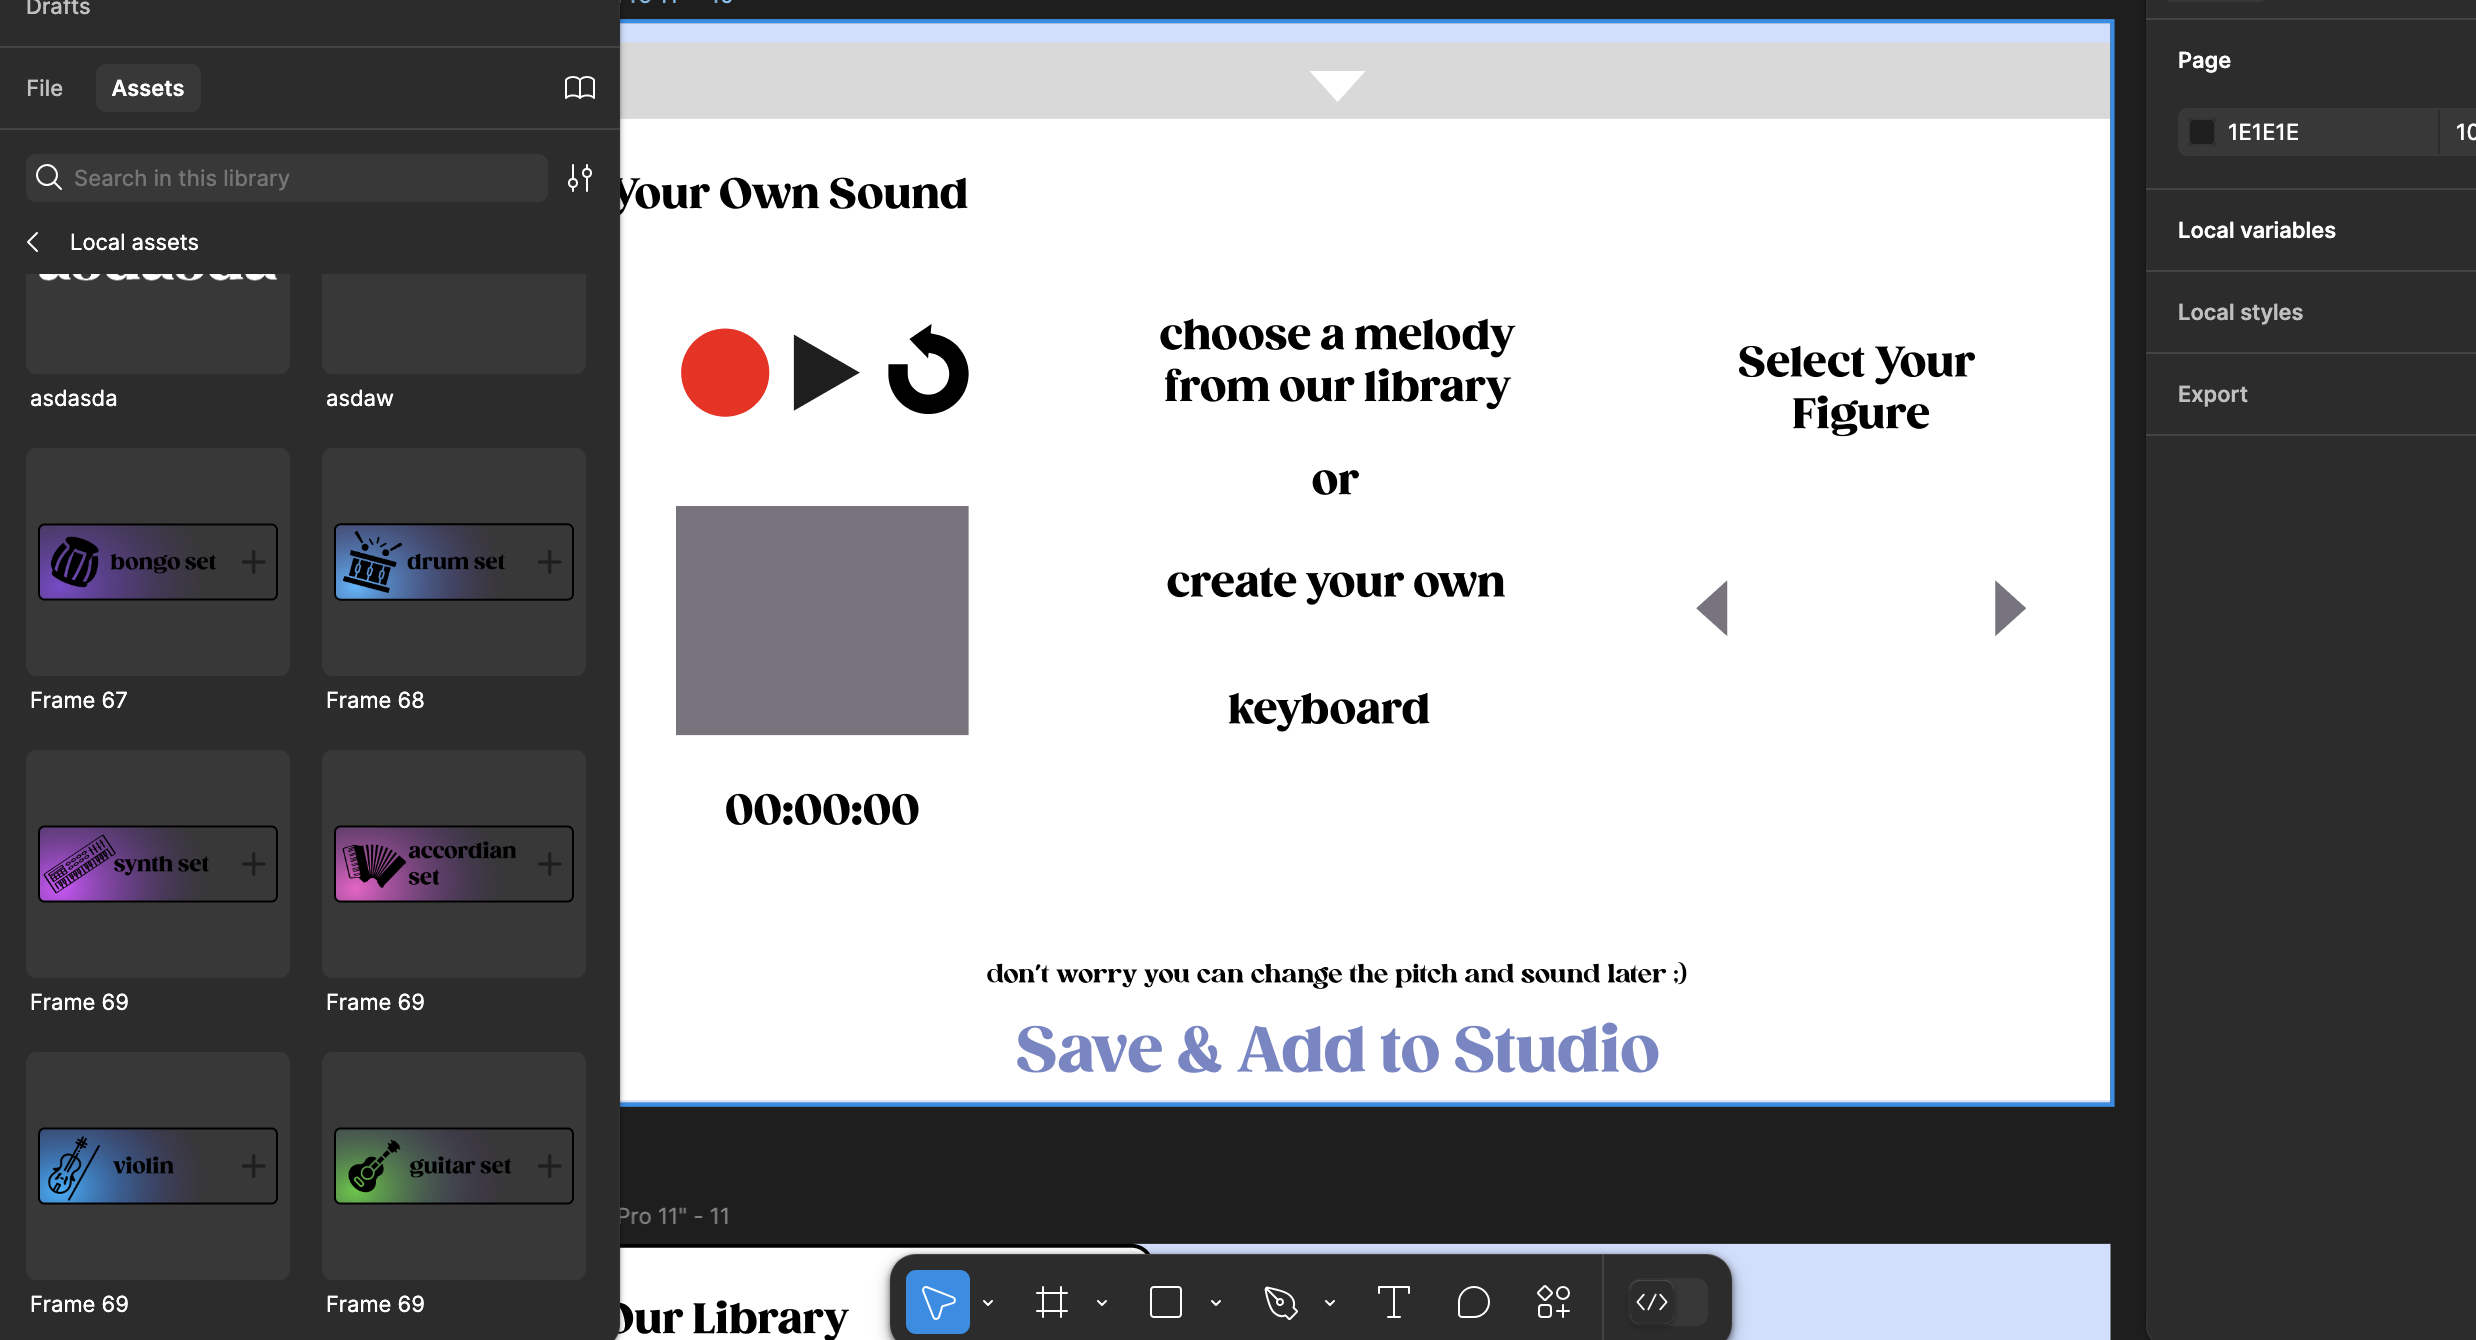 Drafts
File
Assets
Search in this library
Local assets
asdasda
asdasda
asdaw
bongo set
drum set
Frame 67
Frame 68
synth set
accordian
set
Frame 69
Frame 69
violin
guitar set
Frame 69
Frame 69
Your Own Sound
choose a melody
from our library
or
create your own
keyboard
Select Your
Figure
00:00:00
don't worry you can change the pitch and sound later ;)
Save & Add to Studio
Pro 11" - 11
Our Library
Page
1E1E1E
10
Local variables
Local styles
Export